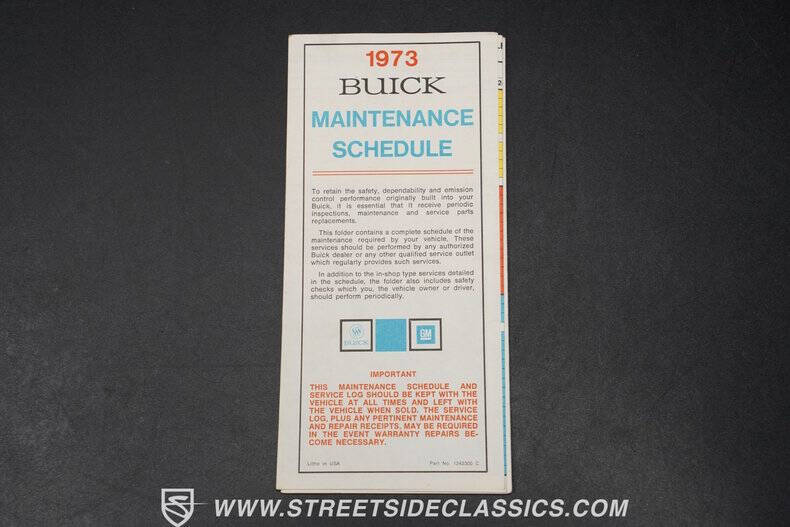 1973
BUICK
MAINTENANCE
SCHEDULE
To retain the safety, dependability and emission
control performance originally built into your
Buick, it is essential that it receive periodic
inspections, maintenance and service parts
replacements.
This folder contains a complete schedule of the
maintenance required by your vehicle. These
services should be performed by any authorized
Buick dealer or any other qualified service outlet
which regularly provides such services.
In addition to the in-shop type services detailed
in the schedule, the folder also includes safety
checks which you, the vehicle owner or driver,
should perform periodically.
BUICK
GM
IMPORTANT
THIS MAINTENANCE SCHEDULE AND
SERVICE LOG SHOULD BE KEPT WITH THE
VEHICLE AT ALL TIMES AND LEFT WITH
THE VEHICLE WHEN SOLD. THE SERVICE
LOG, PLUS ANY PERTINENT MAINTENANCE
AND REPAIR RECEIPTS, MAY BE REQUIRED
IN THE EVENT WARRANTY REPAIRS BE-
COME NECESSARY.
Litho in USA
Part No. 1242300 C
WWW.STREETSIDECLASSICS.COM